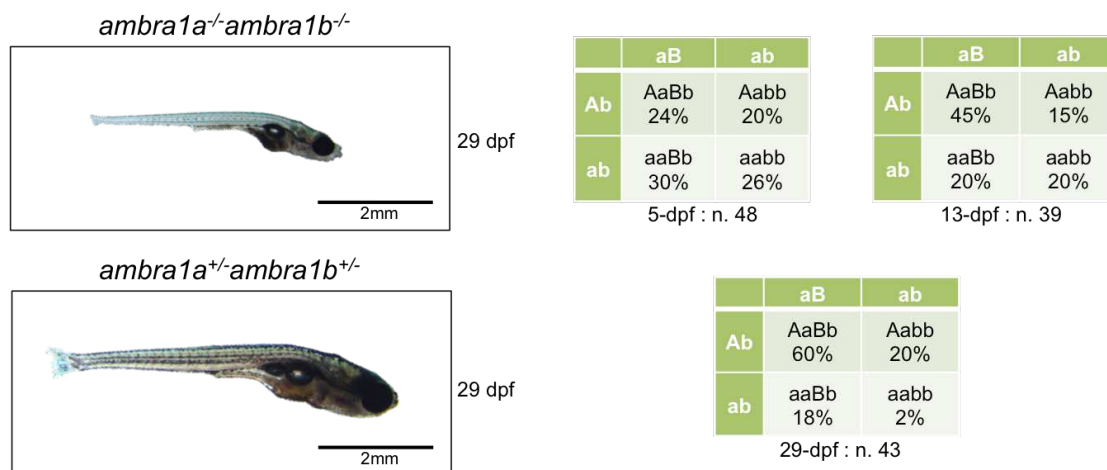 ambra1a-/-ambra1b-/-
29 dpf
2mm
aB ab
Ab AaBb 24% Aabb 20%
ab aaBb 30% aabb 26%
5-dpf : n. 48
aB ab
Ab AaBb 45% Aabb 15%
ab aaBb 20% aabb 20%
13-dpf : n. 39
ambra1a+/-ambra1b+/-
29 dpf
2mm
aB ab
Ab AaBb 60% Aabb 20%
ab aaBb 18% aabb 2%
29-dpf : n. 43